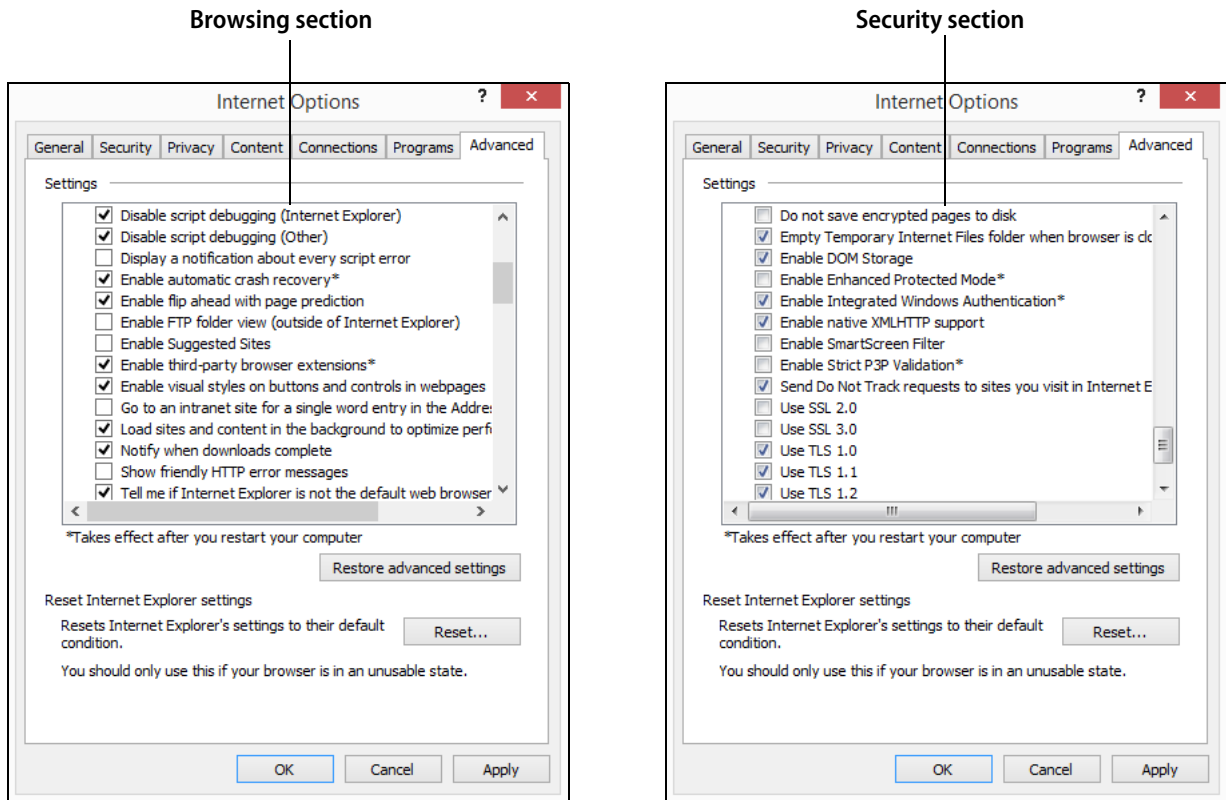 Browsing section
Internet Options
?
General Security Privacy Content Connections Programs Advanced
Settings
Disable script debugging (Internet Explorer)
Disable script debugging (Other)
Display a notification about every script error
Enable automatic crash recovery*
Enable flip ahead with page prediction
Enable FTP folder view (outside of Internet Explorer)
Enable Suggested Sites
Enable third-party browser extensions*
Enable visual styles on buttons and controls in webpages
Go to an intranet site for a single word entry in the
Load sites and content in the background to optimize
Notify when downloads complete
Show friendly HTTP error messages
Tell me if Internet Explorer is not the default web browser
*Takes effect after you restart your computer
Restore advanced settings
Reset Internet Explorer settings
Resets Internet Explorer's settings to their default
condition.
Reset...
You should only use this if your browser is in an unusable state.
OK Cancel Apply
Security section
Internet Options
?
General Security Privacy Content Connections Programs Advanced
Settings
Do not save encrypted pages to disk
Empty Temporary Internet Files folder when browser is
Enable DOM Storage
Enable Enhanced Protected Mode*
Enable Integrated Windows Authentication*
Enable native XMLHTTP support
Enable SmartScreen Filter
Enable Strict P3P Validation*
Send Do Not Track requests to sites you visit in Internet E
Use SSL 2.0
Use SSL 3.0
Use TLS 1.0
Use TLS 1.1
Use TLS 1.2
*Takes effect after you restart your computer
Restore advanced settings
Reset Internet Explorer settings
Resets Internet Explorer's settings to their default
condition.
Reset...
You should only use this if your browser is in an unusable state.
OK Cancel Apply